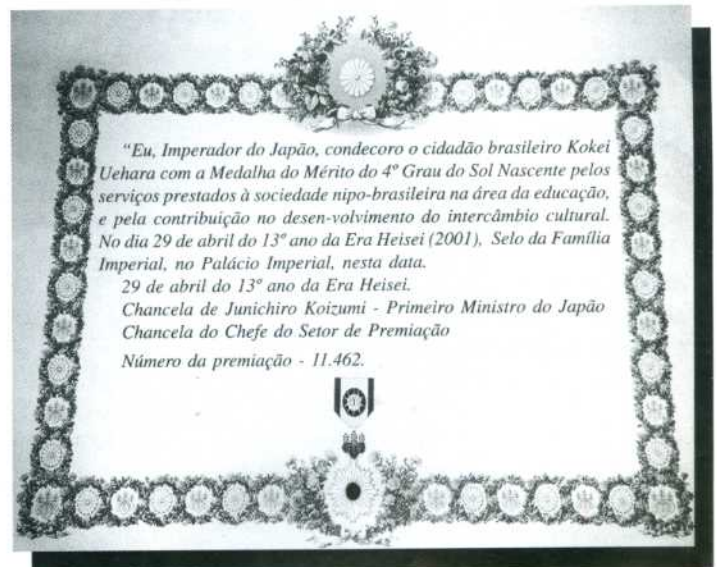 “Eu, Imperador do Japão, condecoro o cidadão brasileiro Kokei
Uehara com a Medalha do Mérito do 4º Grau do Sol Nascente pelos
serviços prestados à sociedade nipo-brasileira na área da educação,
e pela contribuição no desen-volvimento do intercâmbio cultural.
No dia 29 de abril do 13º ano da Era Heisei (2001), Selo da Família
Imperial, no Palácio Imperial, nesta data.
29 de abril do 13º ano da Era Heisei.
Chancela de Junichiro Koizumi - Primeiro Ministro do Japão
Chancela do Chefe do Setor de Premiação
Número da premiação - 11.462.